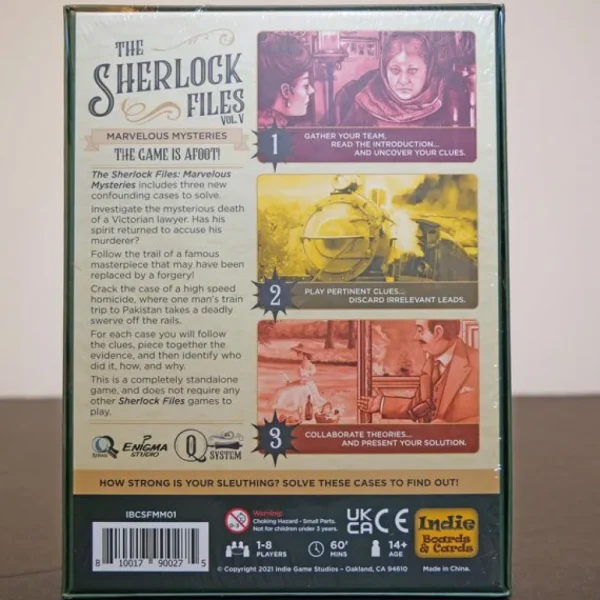 THE
SHERLOCK
FILES
VOL. V
MARVELOUS MYSTERIES
THE GAME IS AFOOT!
The Sherlock Files: Marvelous
Mysteries includes three new
confounding cases to solve.
Investigate the mysterious death
of a Victorian lawyer. Has his
spirit returned to accuse his
murderer?
Follow the trail of a famous
masterpiece that may have been
replaced by a forgery!
Crack the case of a high speed
homicide, where one man's train
trip to Pakistan takes a deadly
swerve off the rails.
For each case you will follow
the clues, piece together the
evidence, and then identify who
did it, how, and why.
This is a completely standalone
game, and does not require any
other Sherlock Files games to
play.
ENIGMA
STUDIO
Q
SYSTEM
1
GATHER YOUR TEAM,
READ THE INTRODUCTION...
AND UNCOVER YOUR CLUES.
2
PLAY PERTINENT CLUES...
DISCARD IRRELEVANT LEADS.
3
COLLABORATE THEORIES...
AND PRESENT YOUR SOLUTION.
HOW STRONG IS YOUR SLEUTHING? SOLVE THESE CASES TO FIND OUT!
IBCSFMM01
8 10017 90027 5
0-3
Warning:
Choking Hazard - Small Parts.
Not for children under 3 years.
UK
CA
CE
1-8
PLAYERS
60'
MINS
14+
AGE
Indie
Boards
& Cards
© Copyright 2021 Indie Game Studios – Oakland, CA 94610
Made in China.